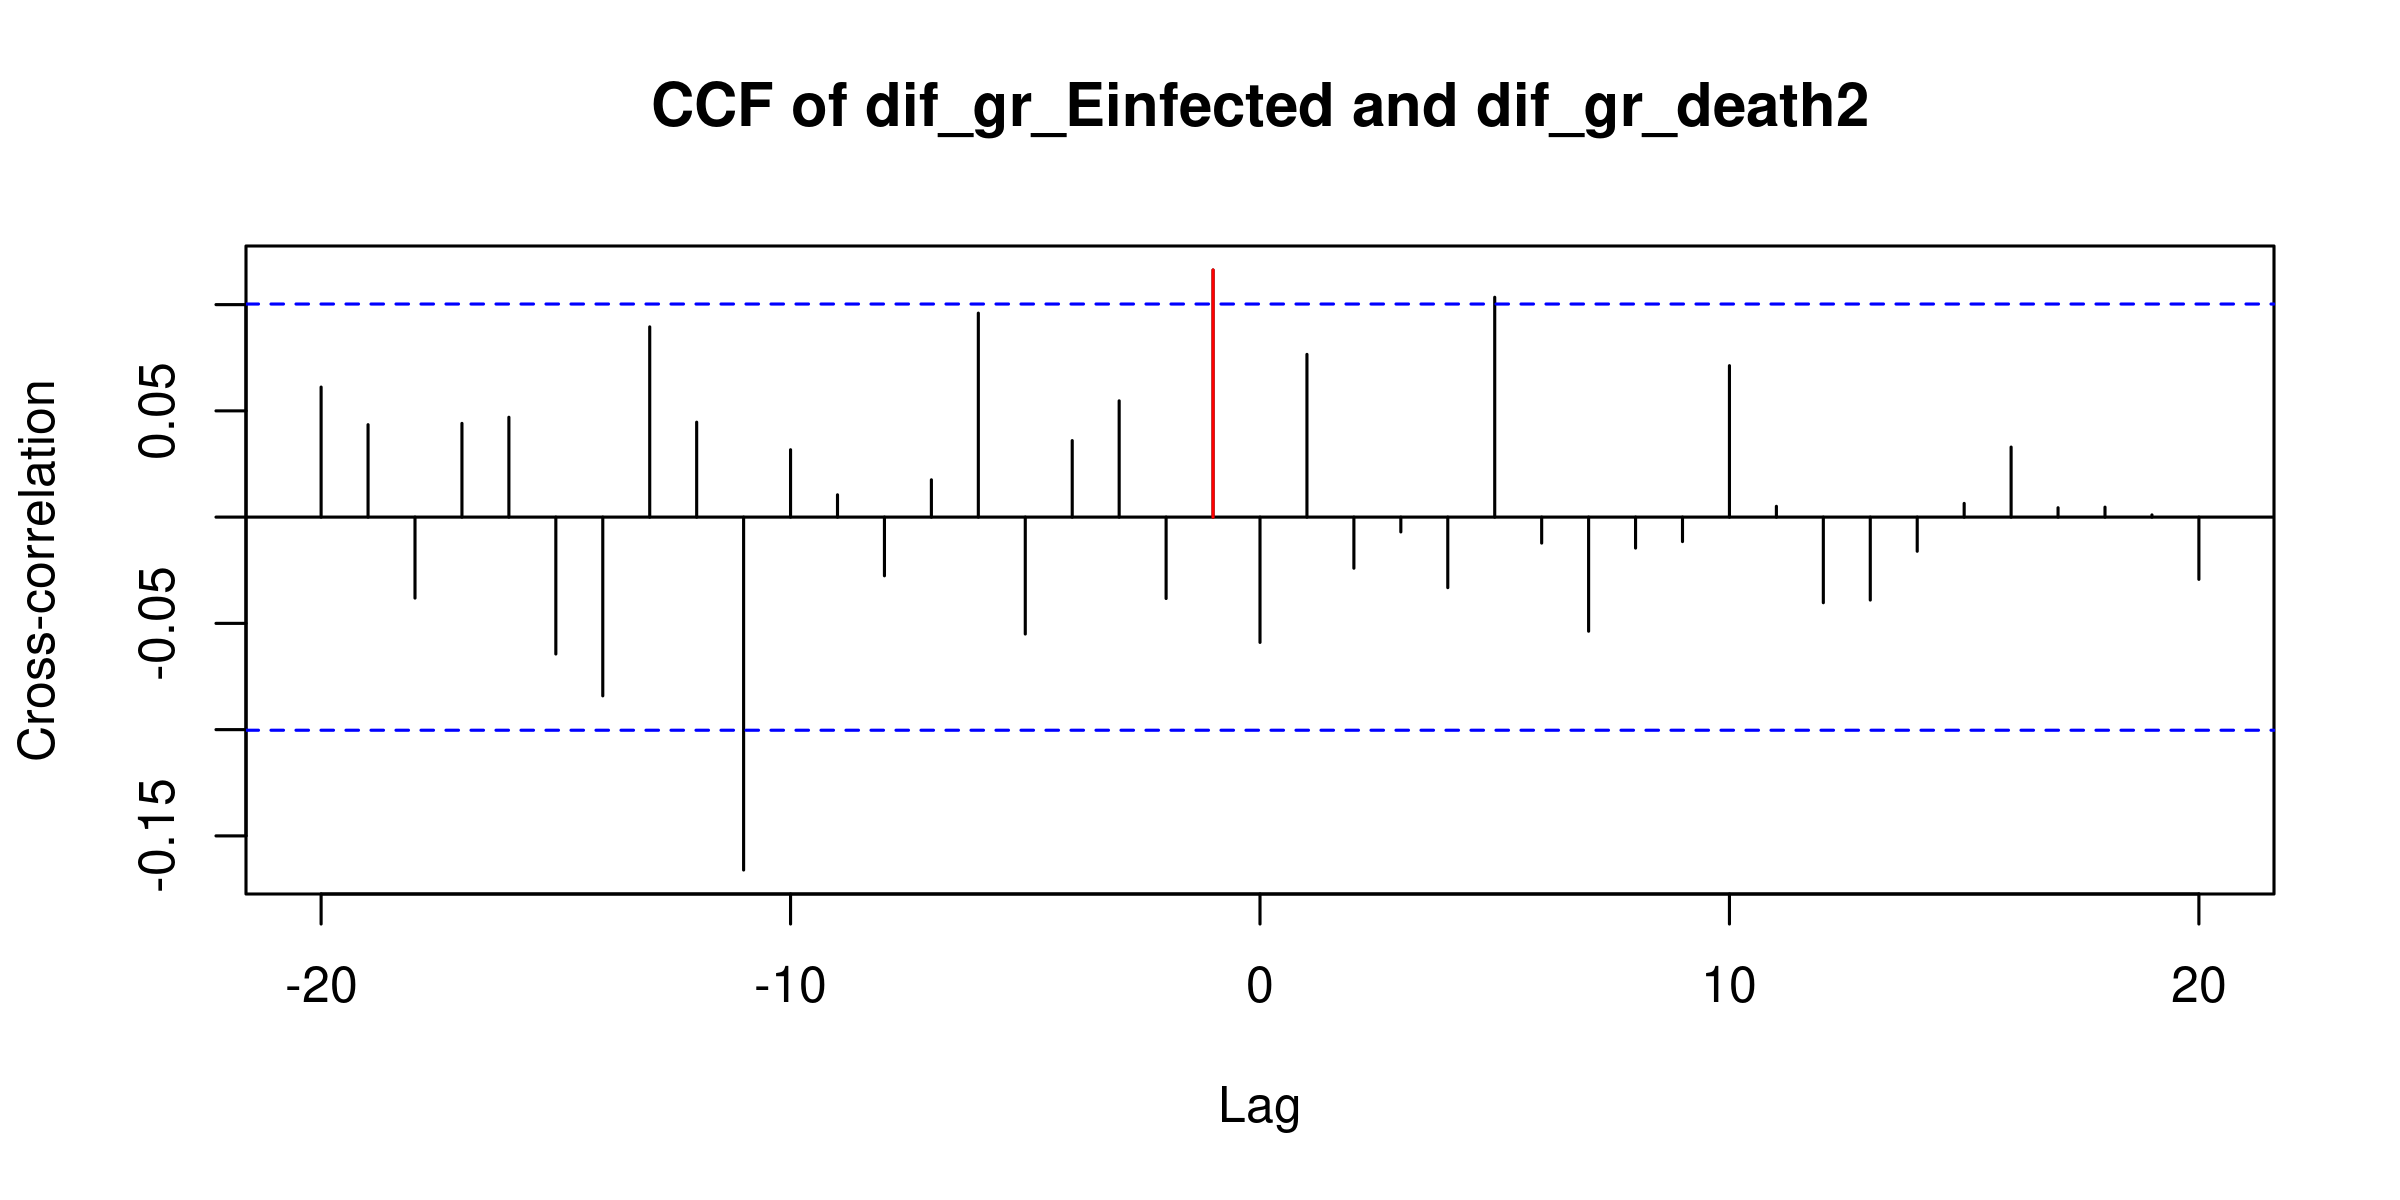 CCF of dif_gr_Einfected and dif_gr_death2
Cross-correlation
0.05
-0.05
-0.15
-20 -10 0 10 20
Lag